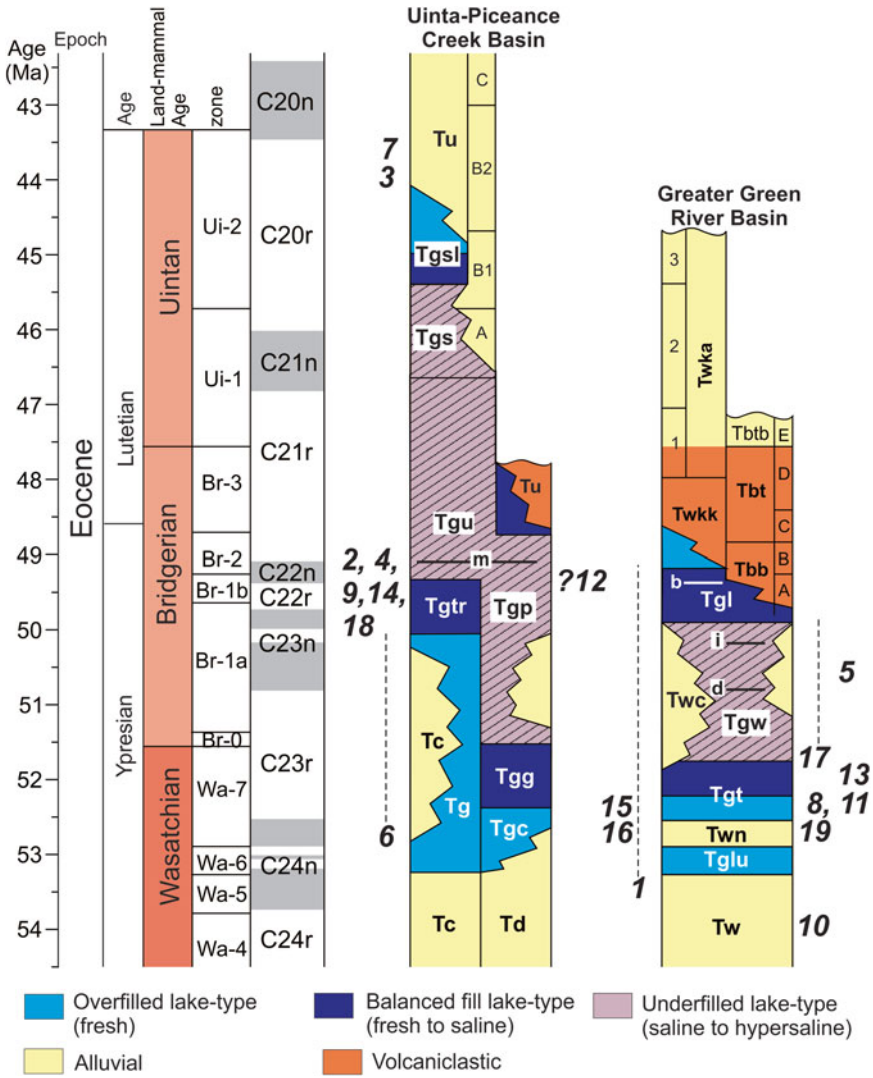 Uinta-Piceance
Creek Basin
Age
(Ma)
Epoch
Age
Land-mammal
Age
zone
43
44
45
46
47
48
49
50
51
52
53
54
Eocene
Lutetian
Ypresian
Uintan
Bridgerian
Wasatchian
Ui-2
Ui-1
Br-3
Br-2
Br-1b
Br-1a
Br-0
Wa-7
Wa-6
Wa-5
Wa-4
C20n
C20r
C21n
C21r
C22n
C22r
C23n
C23r
C24n
C24r
7
3
2, 4,
9,14,
18
6
Tu
C
B2
B1
A
Tgsl
Tgs
Tgu
Tu
m
Tgtr
Tgp
Tc
Tg
Tgg
Tgc
Tc
Td
?12
Greater Green
River Basin
15
16
1
3
2
1
Twka
Tbtb
E
D
C
B
A
Tbt
Twkk
Tbb
b
Tgl
i
d
Twc
Tgw
Tgt
Twn
Tglu
Tw
5
17
13
8, 11
19
10
Overfilled lake-type
(fresh)
Balanced fill lake-type
(fresh to saline)
Underfilled lake-type
(saline to hypersaline)
Alluvial
Volcaniclastic